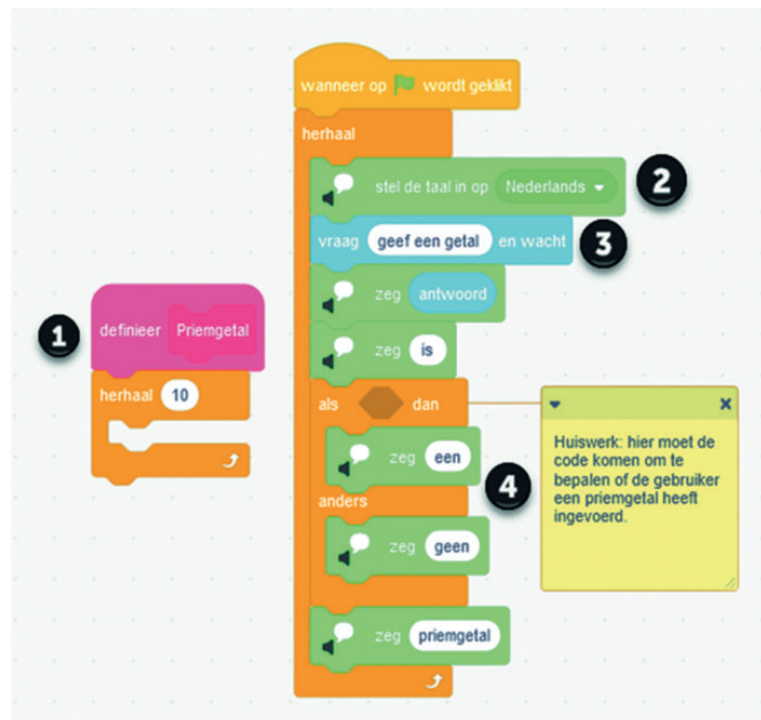 wanneer op wordt geklikt
herhaal
stel de taal in op Nederlands
2
vraag geef een getal en wacht
3
zeg antwoord
zeg is
1
definieer Priemgetal
herhaal 10
als dan
zeg een
anders
zeg geen
4
zeg priemgetal
Huiswerk: hier moet de
code komen om te
bepalen of de gebruiker
een priemgetal heeft
ingevoerd.